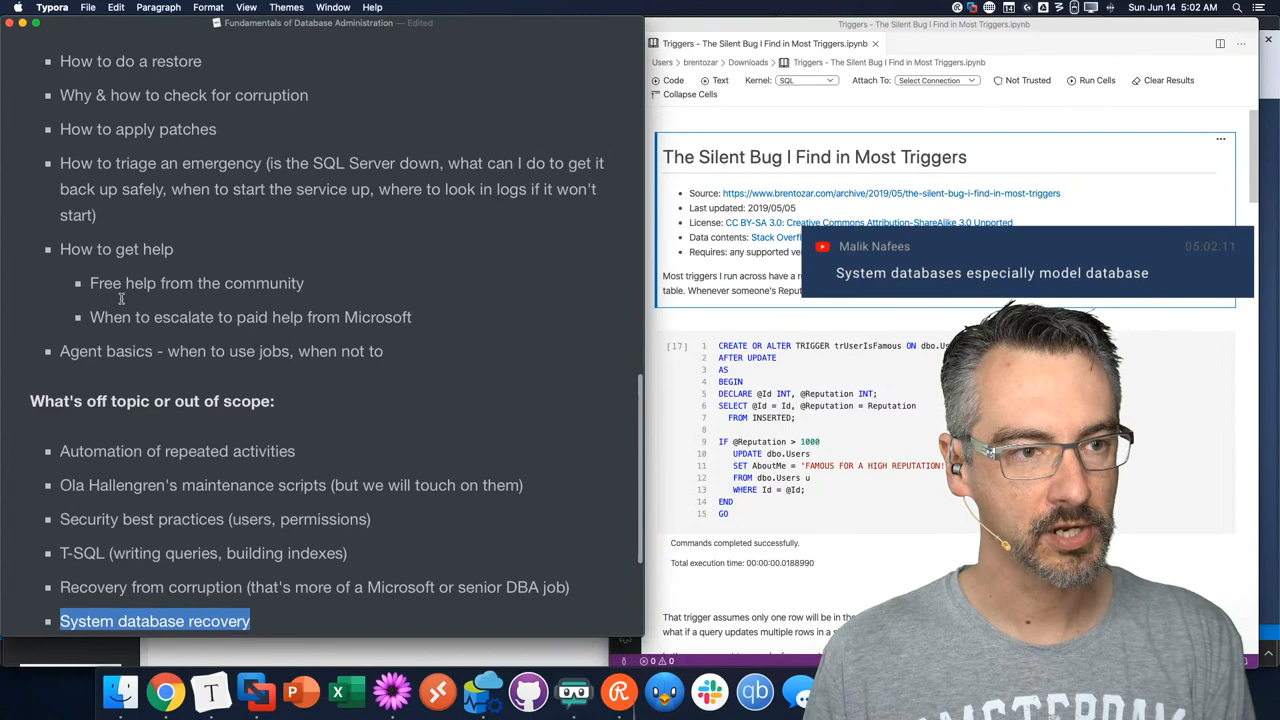 Typora File Edit Paragraph Format View Themes Window Help
Sun Jun 14 5:02 AM
Fundamentals of Database Administration — Edited
How to do a restore
Why & how to check for corruption
How to apply patches
How to triage an emergency (is the SQL Server down, what can I do to get it
back up safely, when to start the service up, where to look in logs if it won't
start)
How to get help
Free help from the community
When to escalate to paid help from Microsoft
Agent basics - when to use jobs, when not to
What's off topic or out of scope:
Automation of repeated activities
Ola Hallengren's maintenance scripts (but we will touch on them)
Security best practices (users, permissions)
T-SQL (writing queries, building indexes)
Recovery from corruption (that's more of a Microsoft or senior DBA job)
System database recovery
Triggers - The Silent Bug I Find in Most Triggers.ipynb
Triggers - The Silent Bug I Find in Most Triggers.ipynb
Users > brentozar > Downloads > Triggers - The Silent Bug I Find in Most Triggers.ipynb
Code Text Kernel: SQL Attach To: Select Connection Not Trusted Run Cells Clear Results
Collapse Cells
The Silent Bug I Find in Most Triggers
Source: https://www.brentozar.com/archive/2019/05/the-silent-bug-i-find-in-most-triggers
Last updated: 2019/05/05
License: CC BY-SA 3.0: Creative Commons Attribution-ShareAlike 3.0 Unported
Data contents: Stack Overfl
Requires: any supported ve
Most triggers I run across have a
table. Whenever someone's Repu
Malik Nafees 05:02:11
System databases especially model database
[17] 1 CREATE OR ALTER TRIGGER trUserIsFamous ON dbo.Us
2 AFTER UPDATE
3 AS
4 BEGIN
5 DECLARE @Id INT, @Reputation INT;
6 SELECT @Id = Id, @Reputation = Reputation
7 FROM INSERTED;
8
9 IF @Reputation > 1000
10 UPDATE dbo.Users
11 SET AboutMe = 'FAMOUS FOR A HIGH REPUTATION!
12 FROM dbo.Users u
13 WHERE Id = @Id;
14 END
15 GO
Commands completed successfully.
Total execution time: 00:00:00.0188990
That trigger assumes only one row will be in the
what if a query updates multiple rows in a
0 0
AMSTERDAM